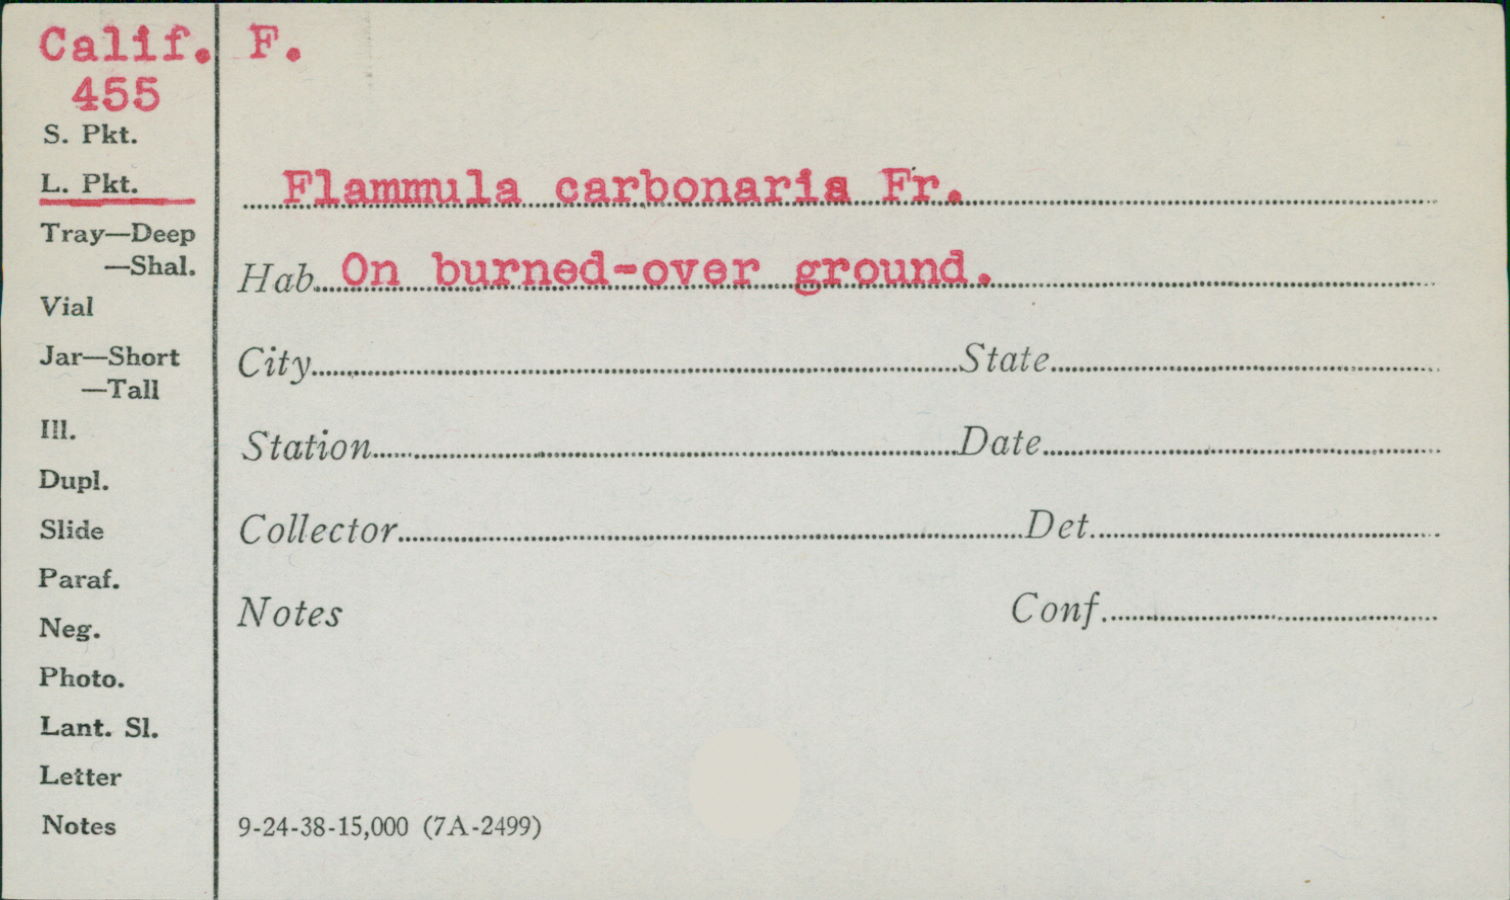 Calif. F.
455
S. Pkt.
L. Pkt.
Flammula carbonaria Fr.
Tray—Deep
—Shal.
Hab. On burned-over ground.
Vial
Jar—Short
—Tall
City State
Ill.
Station Date
Dupl.
Slide
Collector Det.
Paraf.
Neg.
Notes Conf.
Photo.
Lant. Sl.
Letter
Notes
9-24-38-15,000 (7A-2499)